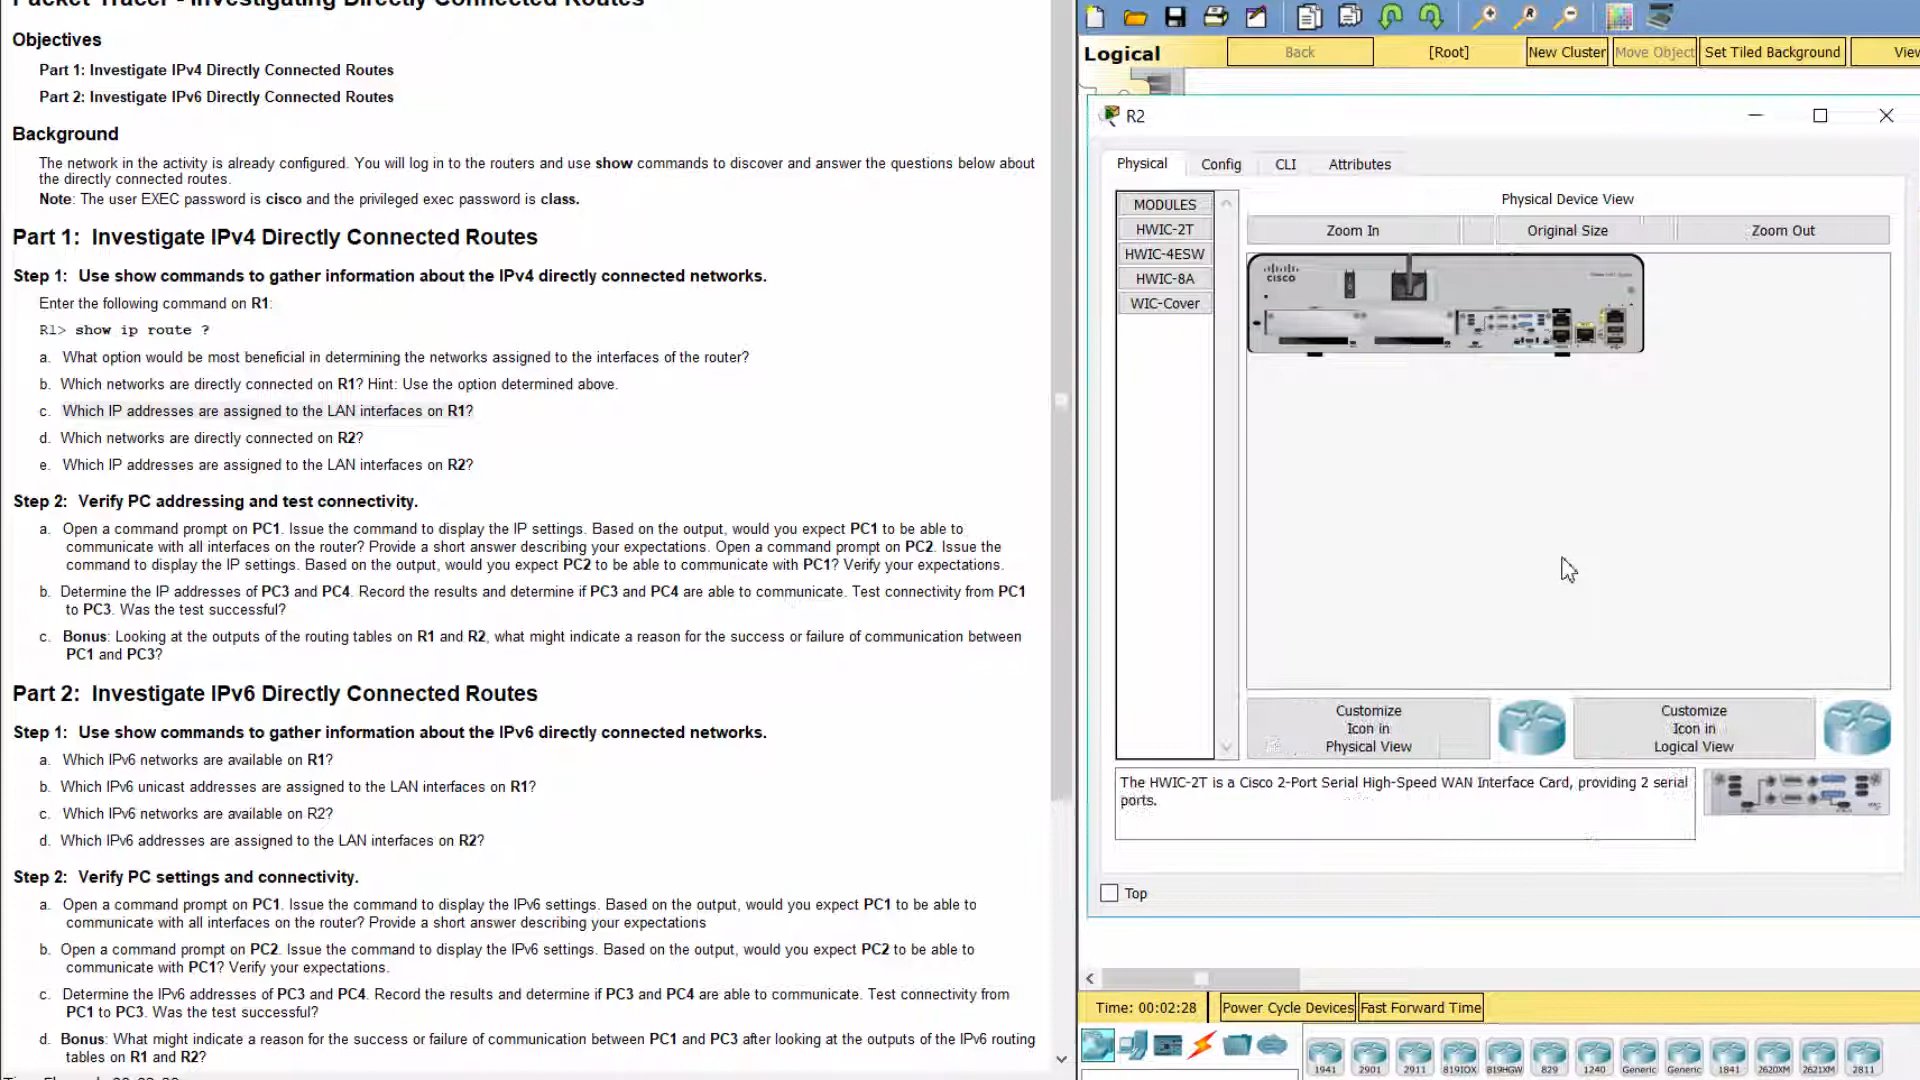 Packet Tracer - Investigating Directly Connected Routes
Objectives
Part 1: Investigate IPv4 Directly Connected Routes
Part 2: Investigate IPv6 Directly Connected Routes
Background
The network in the activity is already configured. You will log in to the routers and use show commands to discover and answer the questions below about
the directly connected routes.
Note: The user EXEC password is cisco and the privileged exec password is class.
Part 1: Investigate IPv4 Directly Connected Routes
Step 1: Use show commands to gather information about the IPv4 directly connected networks.
Enter the following command on R1:
R1> show ip route ?
a. What option would be most beneficial in determining the networks assigned to the interfaces of the router?
b. Which networks are directly connected on R1? Hint: Use the option determined above.
c. Which IP addresses are assigned to the LAN interfaces on R1?
d. Which networks are directly connected on R2?
e. Which IP addresses are assigned to the LAN interfaces on R2?
Step 2: Verify PC addressing and test connectivity.
a. Open a command prompt on PC1. Issue the command to display the IP settings. Based on the output, would you expect PC1 to be able to
communicate with all interfaces on the router? Provide a short answer describing your expectations. Open a command prompt on PC2. Issue the
command to display the IP settings. Based on the output, would you expect PC2 to be able to communicate with PC1? Verify your expectations.
b. Determine the IP addresses of PC3 and PC4. Record the results and determine if PC3 and PC4 are able to communicate. Test connectivity from PC1
to PC3. Was the test successful?
c. Bonus: Looking at the outputs of the routing tables on R1 and R2, what might indicate a reason for the success or failure of communication between
PC1 and PC3?
Part 2: Investigate IPv6 Directly Connected Routes
Step 1: Use show commands to gather information about the IPv6 directly connected networks.
a. Which IPv6 networks are available on R1?
b. Which IPv6 unicast addresses are assigned to the LAN interfaces on R1?
c. Which IPv6 networks are available on R2?
d. Which IPv6 addresses are assigned to the LAN interfaces on R2?
Step 2: Verify PC settings and connectivity.
a. Open a command prompt on PC1. Issue the command to display the IPv6 settings. Based on the output, would you expect PC1 to be able to
communicate with all interfaces on the router? Provide a short answer describing your expectations
b. Open a command prompt on PC2. Issue the command to display the IPv6 settings. Based on the output, would you expect PC2 to be able to
communicate with PC1? Verify your expectations.
c. Determine the IPv6 addresses of PC3 and PC4. Record the results and determine if PC3 and PC4 are able to communicate. Test connectivity from
PC1 to PC3. Was the test successful?
d. Bonus: What might indicate a reason for the success or failure of communication between PC1 and PC3 after looking at the outputs of the IPv6 routing
tables on R1 and R2?
Logical Back [Root] New Cluster Move Object Set Tiled Background View
R2
Physical Config CLI Attributes
MODULES
HWIC-2T
HWIC-4ESW
HWIC-8A
WIC-Cover
Physical Device View
Zoom In Original Size Zoom Out
CISCO
Customize
Icon in
Physical View
Customize
Icon in
Logical View
The HWIC-2T is a Cisco 2-Port Serial High-Speed WAN Interface Card, providing 2 serial
ports.
Top
Time: 00:02:28 Power Cycle Devices Fast Forward Time
1941 2901 2911 819IOX 819HGW 829 1240 Generic Generic 1841 2620XM 2621XM 2811